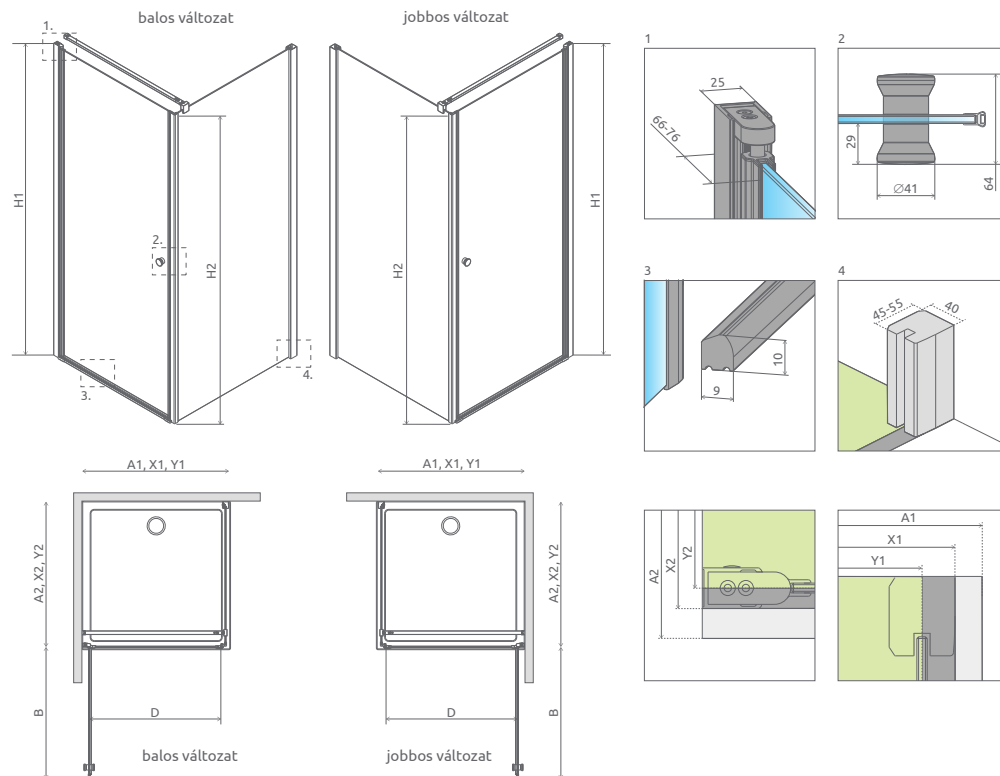 balos változat
jobbos változat
1.
2.
3.
4.
H1
H2
H2
H1
1
25
66-76
2
29
Ø41
64
3
9
10
4
45-55
40
A1, X1, Y1
A2, X2, Y2
B
D
balos változat
A1, X1, Y1
A2, X2, Y2
B
D
jobbos változat
A2
X2
Y2
A1
X1
Y1